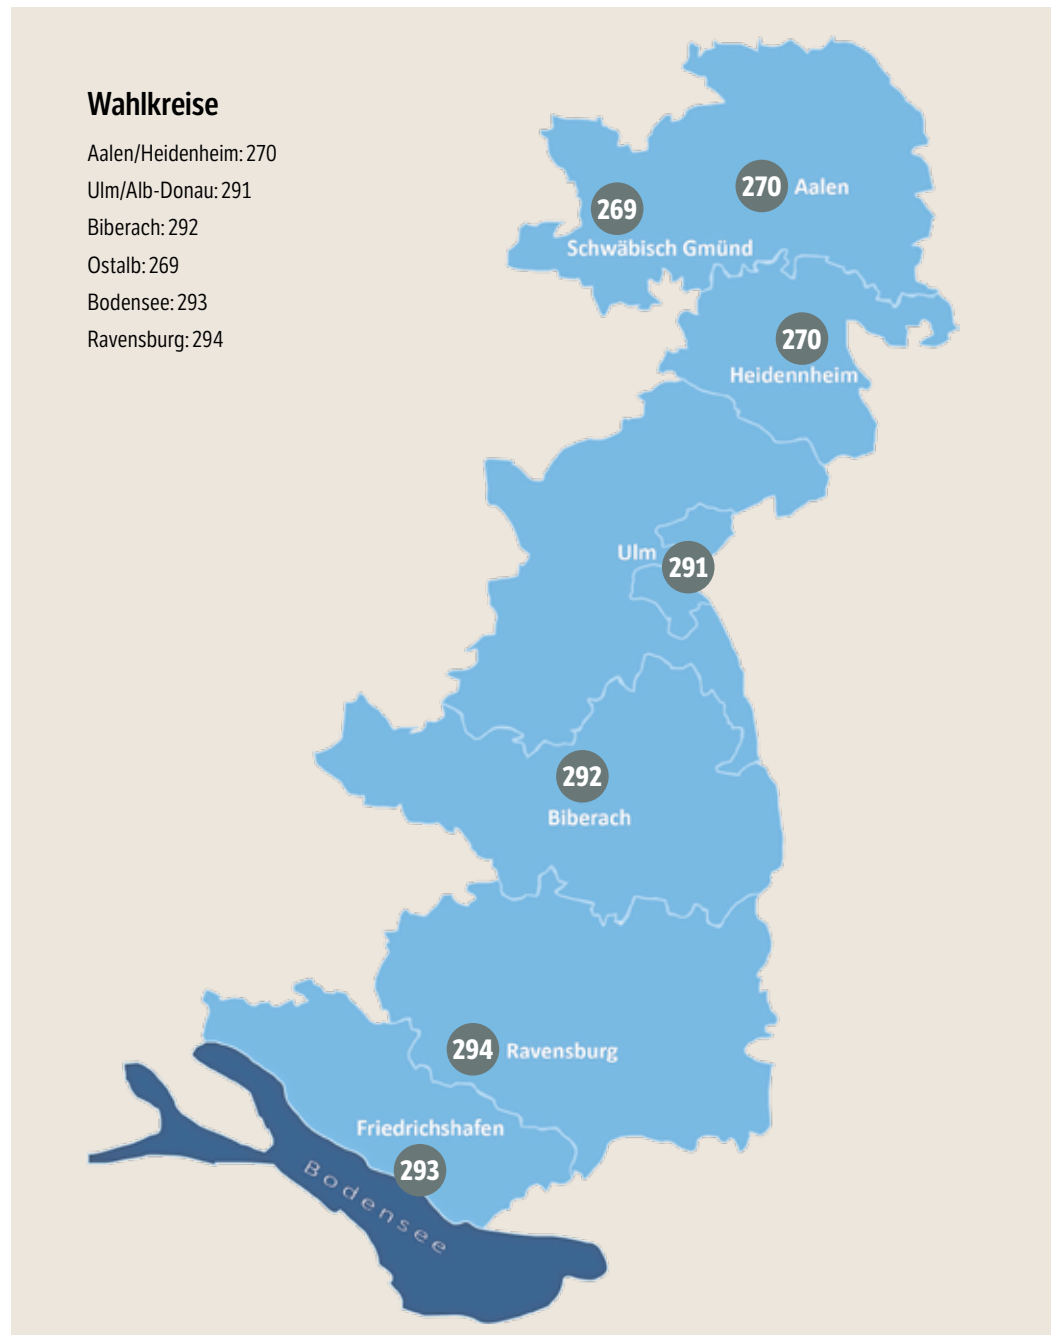 Wahlkreise
Aalen/Heidenheim: 270
Ulm/Alb-Donau: 291
Biberach: 292
Ostalb: 269
Bodensee: 293
Ravensburg: 294
270 Aalen
269
Schwäbisch Gmünd
270
Heidennheim
Ulm 291
292
Biberach
294 Ravensburg
Friedrichshafen
293
Bodensee